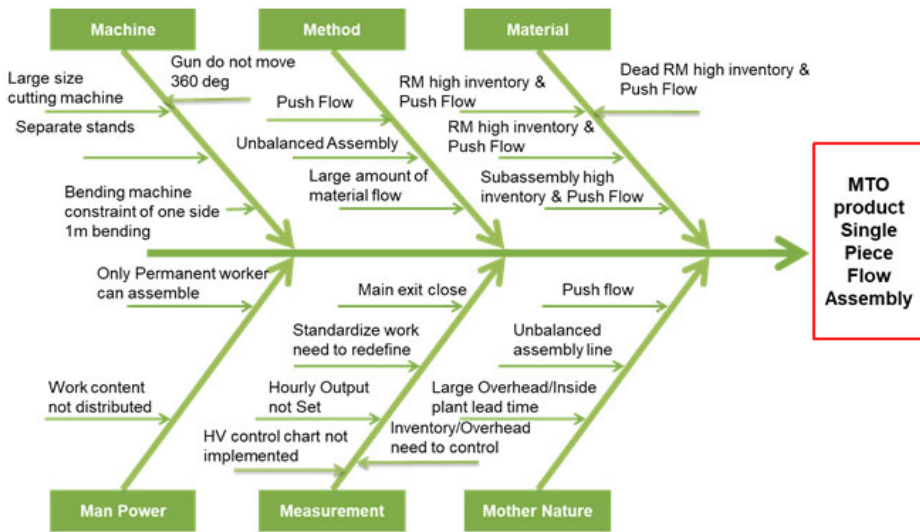 Machine
Method
Material
Gun do not move
360 deg
Large size
cutting machine
Separate stands
Bending machine
constraint of one side
1m bending
Push Flow
Unbalanced Assembly
Large amount of
material flow
RM high inventory &
Push Flow
Dead RM high inventory &
Push Flow
RM high inventory &
Push Flow
Subassembly high
inventory & Push Flow
MTO
product
Single
Piece
Flow
Assembly
Only Permanent worker
can assemble
Work content
not distributed
Main exit close
Standardize work
need to redefine
Hourly Output
not Set
HV control chart not
implemented
Inventory/Overhead
need to control
Push flow
Unbalanced
assembly line
Large Overhead/Inside
plant lead time
Man Power
Measurement
Mother Nature